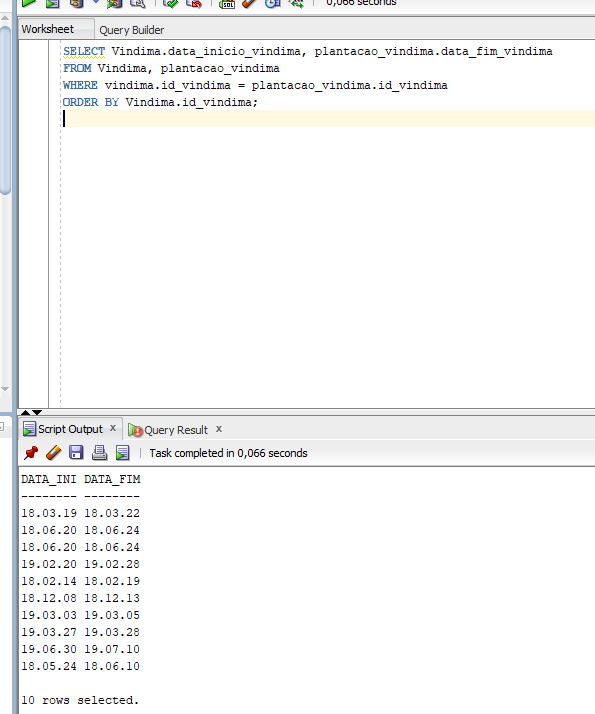 0,066 seconds
Worksheet Query Builder
SELECT Vindima.data_inicio_vindima, plantacao_vindima.data_fim_vindima
FROM Vindima, plantacao_vindima
WHERE vindima.id_vindima = plantacao_vindima.id_vindima
ORDER BY Vindima.id_vindima;
Script Output x Query Result x
Task completed in 0,066 seconds
DATA_INI DATA_FIM
-------- --------
18.03.19 18.03.22
18.06.20 18.06.24
18.06.20 18.06.24
19.02.20 19.02.28
18.02.14 18.02.19
18.12.08 18.12.13
19.03.03 19.03.05
19.03.27 19.03.28
19.06.30 19.07.10
18.05.24 18.06.10
10 rows selected.